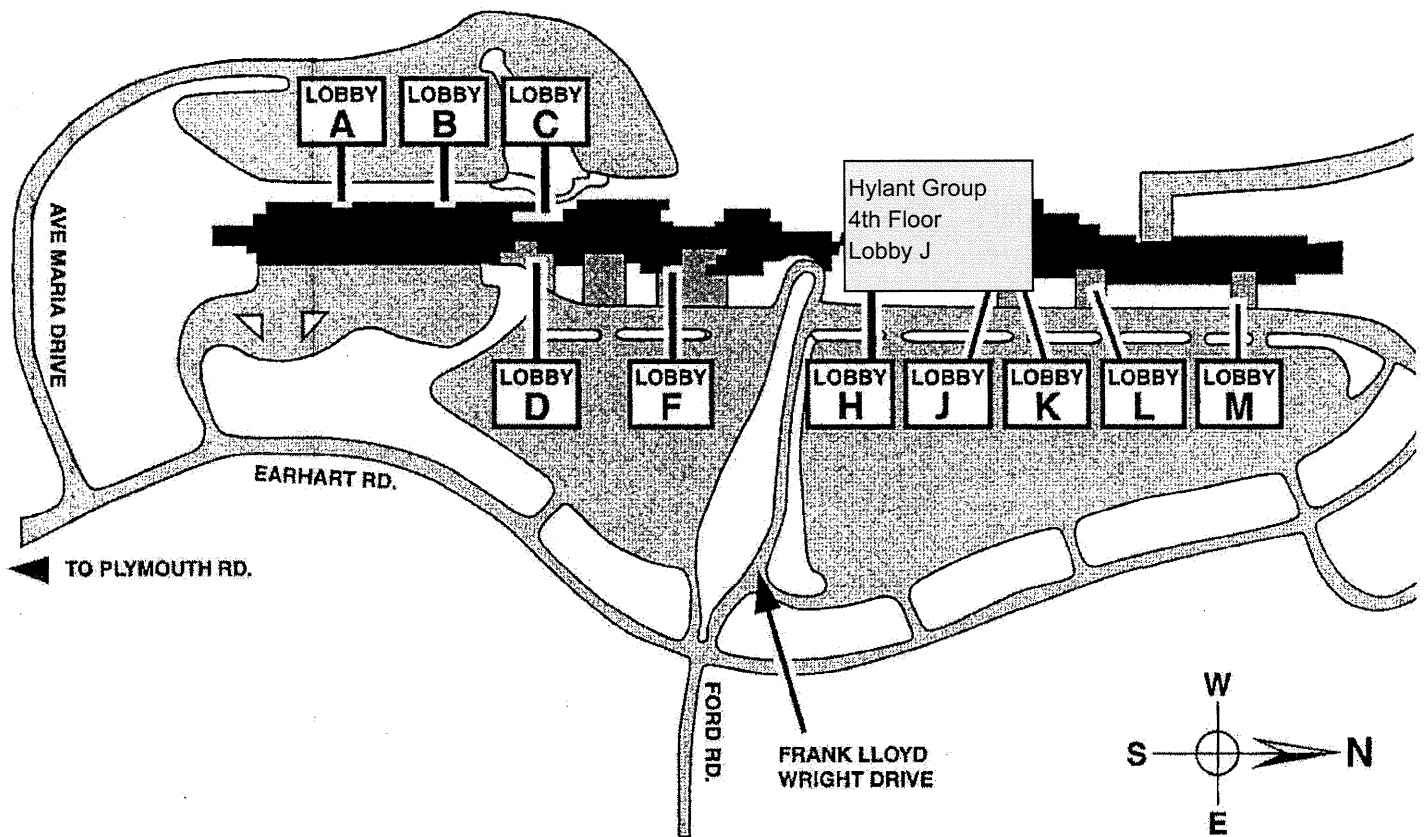 LOBBY
A
LOBBY
B
LOBBY
C
Hylant Group
4th Floor
Lobby J
AVE MARIA DRIVE
LOBBY
D
LOBBY
F
LOBBY
H
LOBBY
J
LOBBY
K
LOBBY
L
LOBBY
M
EARHART RD.
TO PLYMOUTH RD.
FORD RD.
FRANK LLOYD
WRIGHT DRIVE
W
S
N
E